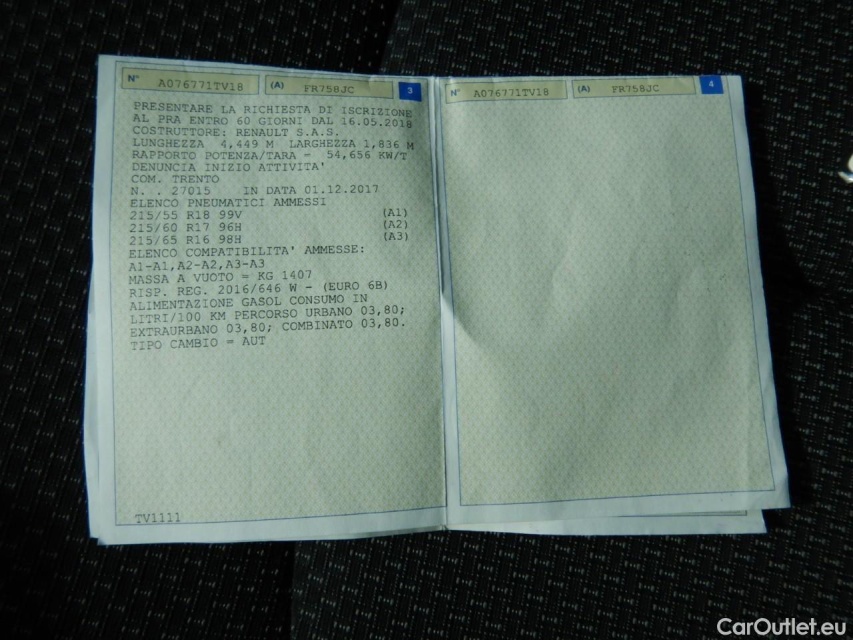 N° A076771TV18 (A) FR758JC 3
PRESENTARE LA RICHIESTA DI ISCRIZIONE
AL PRA ENTRO 60 GIORNI DAL 16.05.2018
COSTRUTTORE: RENAULT S.A.S.
LUNGHEZZA 4,449 M LARGHEZZA 1,836 M
RAPPORTO POTENZA/TARA = 54,656 KW/T
DENUNCIA INIZIO ATTIVITA'
COM. TRENTO
N. . 27015 IN DATA 01.12.2017
ELENCO PNEUMATICI AMMESSI
215/55 R18 99V (A1)
215/60 R17 96H (A2)
215/65 R16 98H (A3)
ELENCO COMPATIBILITA' AMMESSE:
A1-A1,A2-A2,A3-A3
MASSA A VUOTO = KG 1407
RISP. REG. 2016/646 W - (EURO 6B)
ALIMENTAZIONE GASOL CONSUMO IN
LITRI/100 KM PERCORSO URBANO 03,80;
EXTRAURBANO 03,80; COMBINATO 03,80.
TIPO CAMBIO = AUT
TV1111
N° A076771TV18 (A) FR758JC 4
CarOutlet.eu